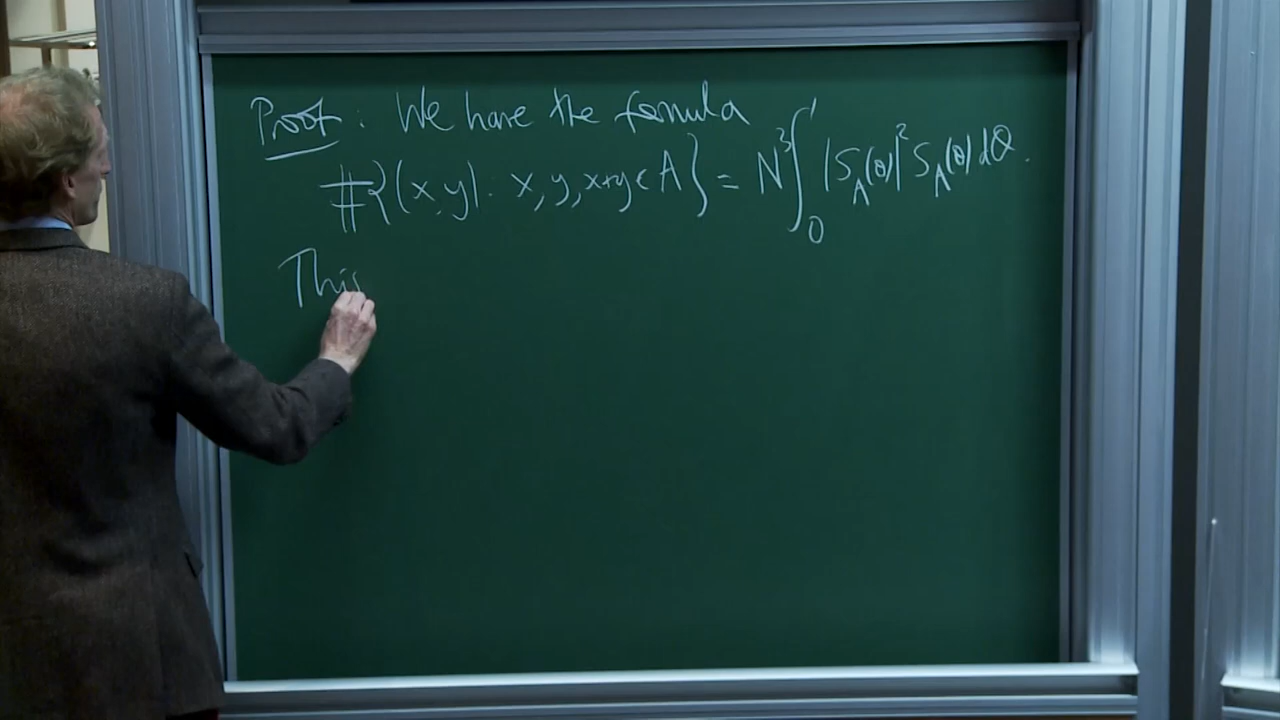 Proof: We have the formula
#{(x,y): x,y,x+y ∈ A} = N³∫₀¹ |S_A(θ)|² S_A(θ) dθ.
This